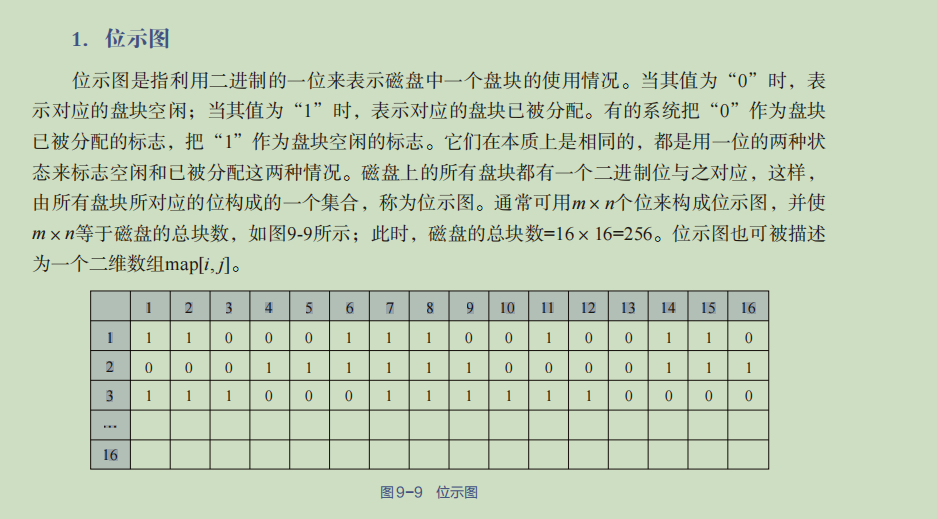 1. 位示图
位示图是指利用二进制的一位来表示磁盘中一个盘块的使用情况。当其值为“0”时，表
示对应的盘块空闲；当其值为“1”时，表示对应的盘块已被分配。有的系统把“0”作为盘块
已被分配的标志，把“1”作为盘块空闲的标志。它们在本质上是相同的，都是用一位的两种状
态来标志空闲和已被分配这两种情况。磁盘上的所有盘块都有一个二进制位与之对应，这样，
由所有盘块所对应的位构成的一个集合，称为位示图。通常可用m×n个位来构成位示图，并使
m×n等于磁盘的总块数，如图9-9所示；此时，磁盘的总块数=16×16=256。位示图也可被描述
为一个二维数组map[i, j]。
1 2 3 4 5 6 7 8 9 10 11 12 13 14 15 16
1 1 1 0 0 0 1 1 1 0 0 1 0 0 1 1 0
2 0 0 0 1 1 1 1 1 1 0 0 0 0 1 1 1
3 1 1 1 0 0 0 1 1 1 1 1 1 0 0 0 0
…
16
图9-9 位示图